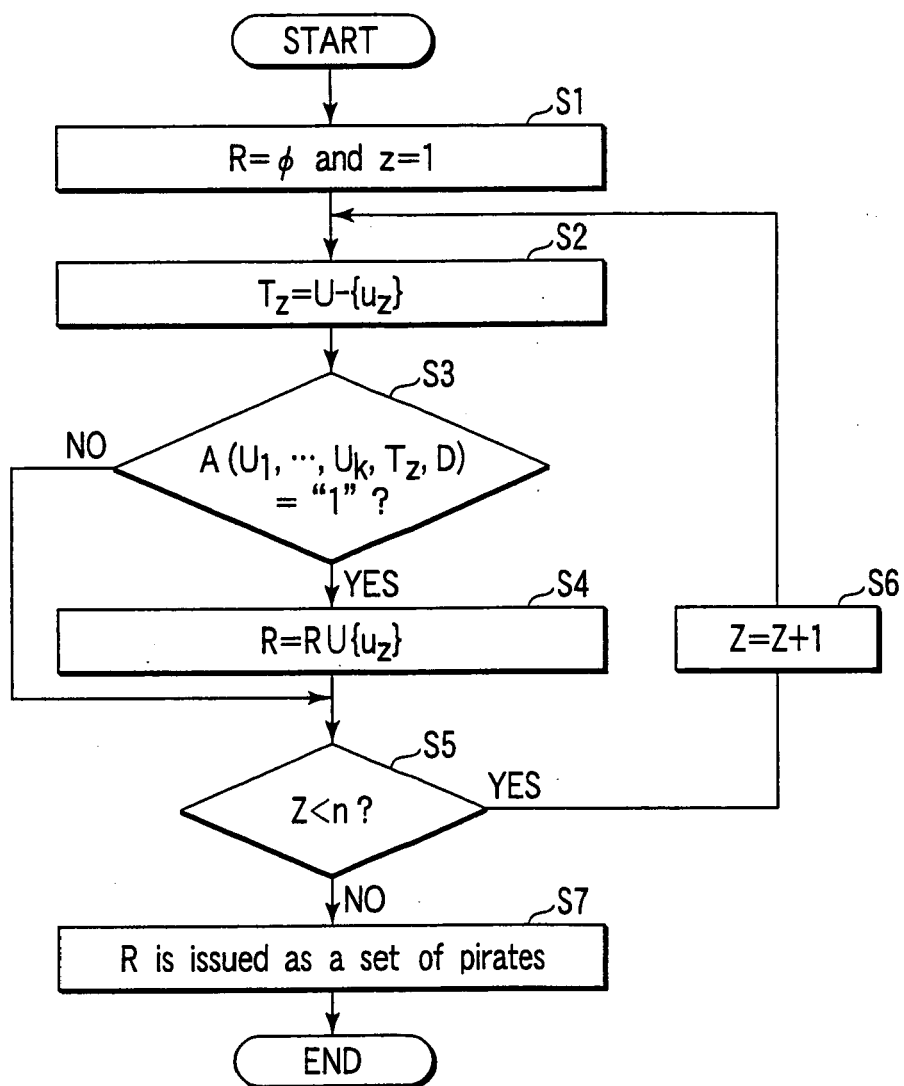 START
S1
R=ϕ and z=1
S2
T_z=U-{u_z}
S3
NO
A(U_1, ⋯, U_k, T_z, D)
= “1” ?
YES
S4
R=RU{u_z}
S6
Z=Z+1
S5
Z<n?
YES
NO
S7
R is issued as a set of pirates
END